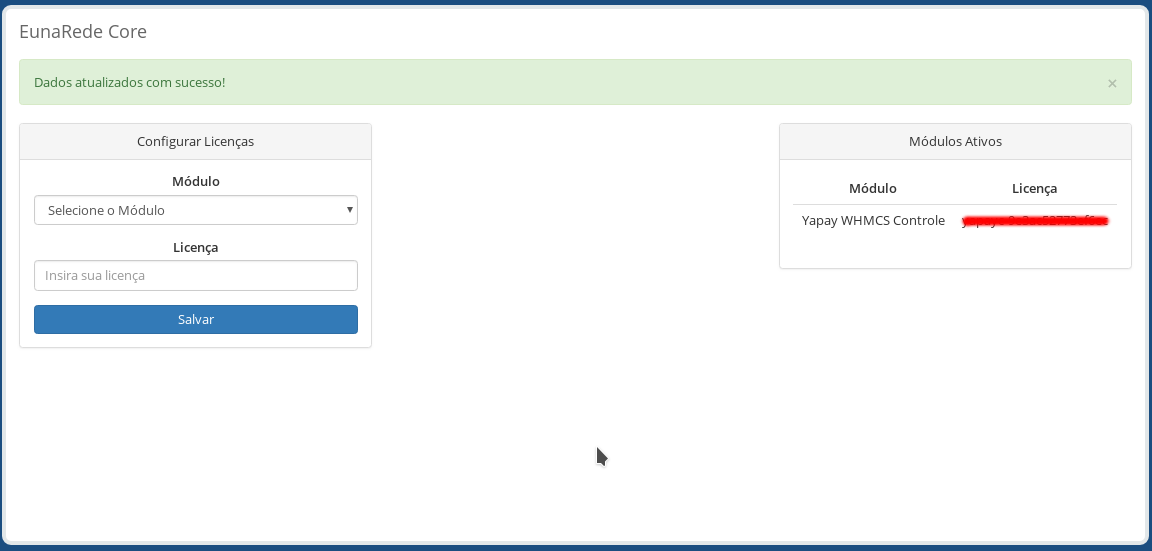 EunaRede Core
Dados atualizados com sucesso!
×
Configurar Licenças
Módulo
Selecione o Módulo
Licença
Insira sua licença
Salvar
Módulos Ativos
Módulo Licença
Yapay WHMCS Controle